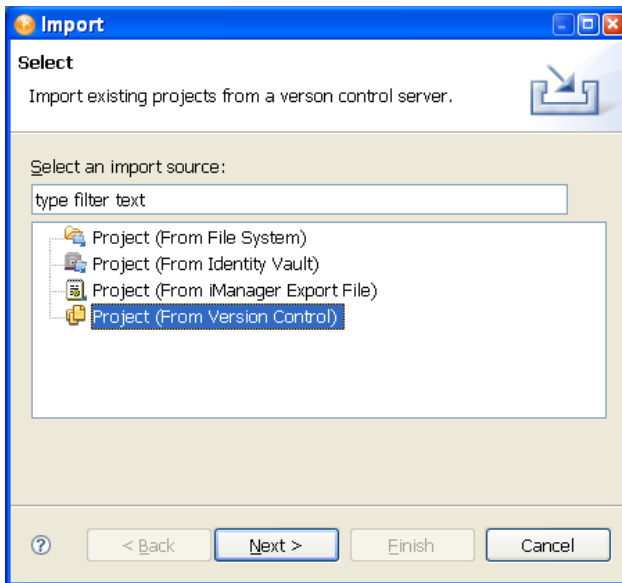 Import
Select
Import existing projects from a verson control server.
Select an import source:
type filter text
Project (From File System)
Project (From Identity Vault)
Project (From iManager Export File)
Project (From Version Control)
? < Back Next > Finish Cancel